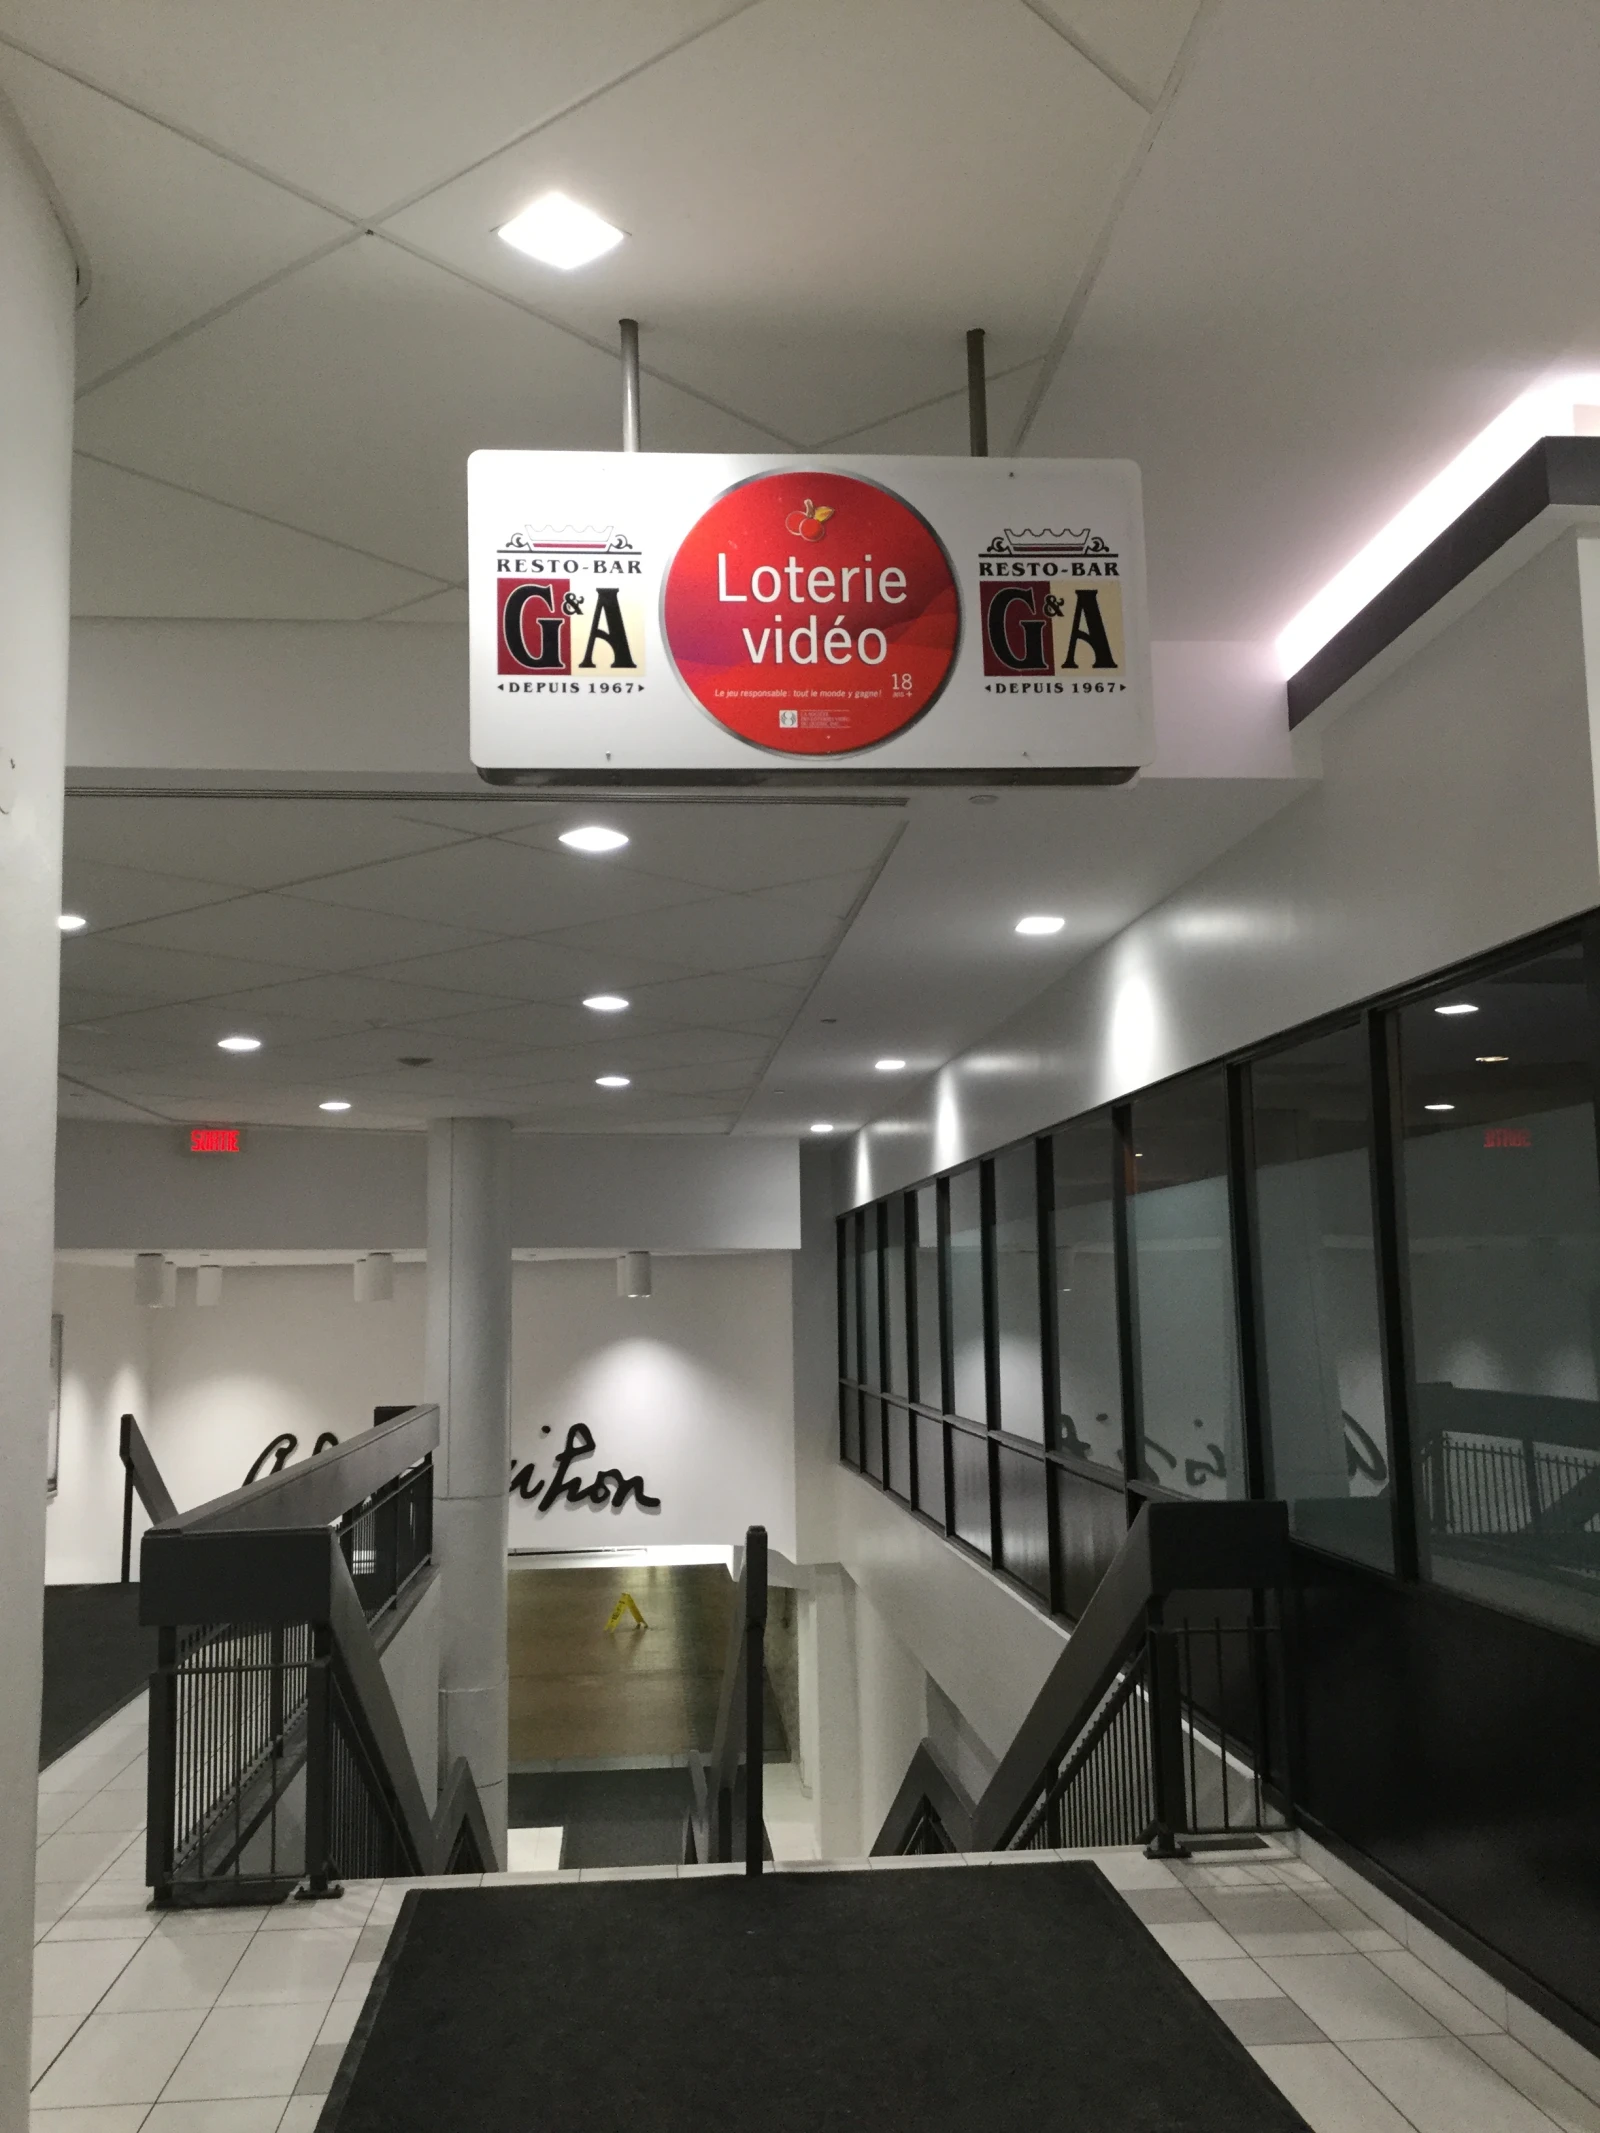 RESTO-BAR
G&A
DEPUIS 1967
Loterie
vidéo
Le jeu responsable: tout le monde y gagne!
18
ans +
RESTO-BAR
G&A
DEPUIS 1967
SORTIE